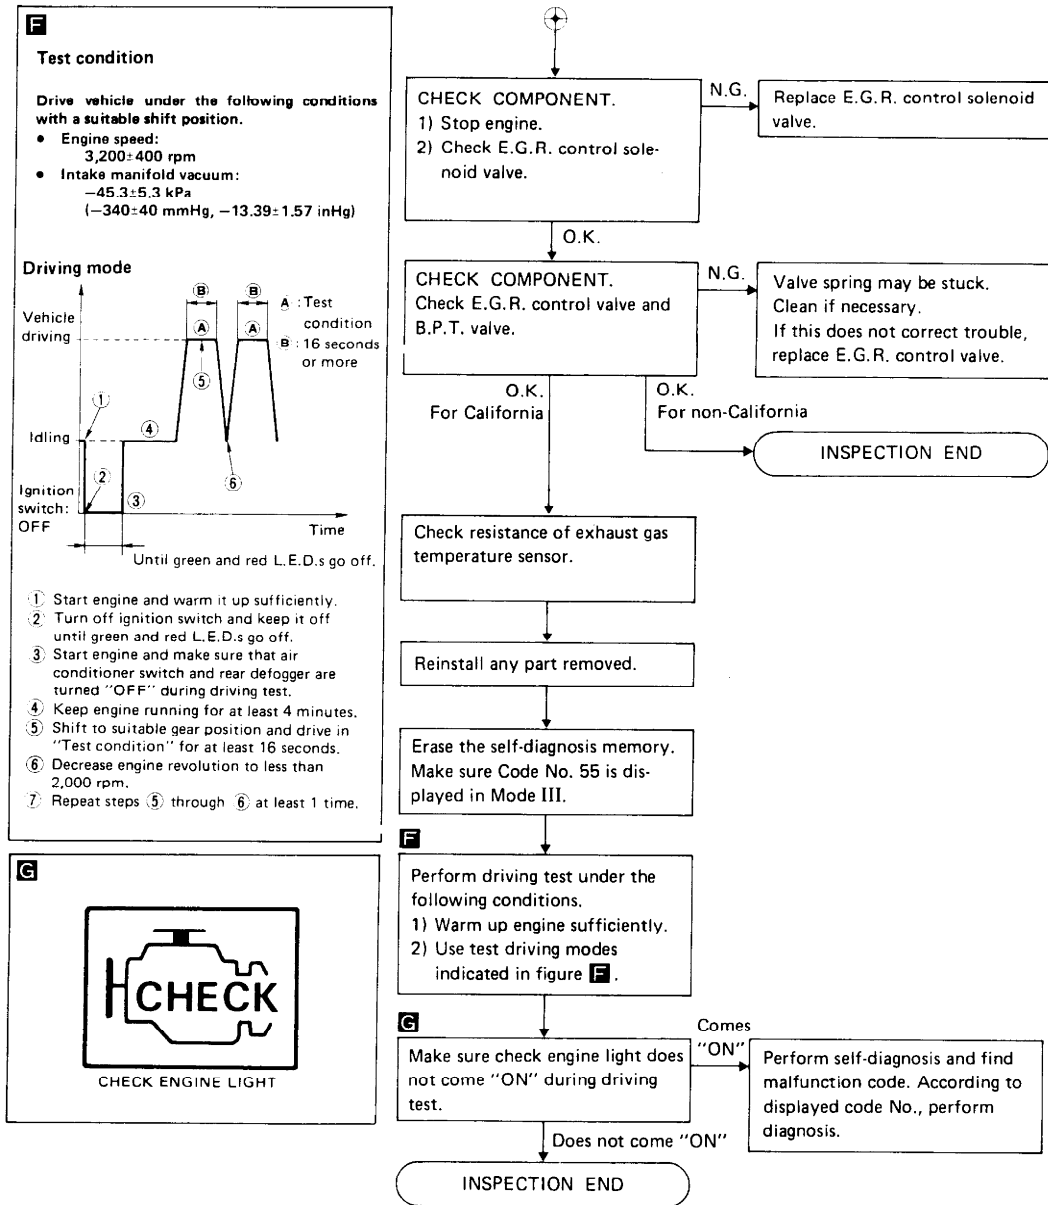 F
Test condition
Drive vehicle under the following conditions
with a suitable shift position.
● Engine speed:
3,200±400 rpm
● Intake manifold vacuum:
−45.3±5.3 kPa
(−340±40 mmHg, −13.39±1.57 inHg)
Driving mode
B
B
A : Test
condition
B : 16 seconds
or more
Vehicle
driving
A
A
5
1
4
Idling
2
6
Ignition
switch:
OFF
3
Time
Until green and red L.E.D.s go off.
1 Start engine and warm it up sufficiently.
2 Turn off ignition switch and keep it off
until green and red L.E.D.s go off.
3 Start engine and make sure that air
conditioner switch and rear defogger are
turned "OFF" during driving test.
4 Keep engine running for at least 4 minutes.
5 Shift to suitable gear position and drive in
"Test condition" for at least 16 seconds.
6 Decrease engine revolution to less than
2,000 rpm.
7 Repeat steps 5 through 6 at least 1 time.
G
CHECK
CHECK ENGINE LIGHT
CHECK COMPONENT.
1) Stop engine.
2) Check E.G.R. control sole-
noid valve.
N.G.
Replace E.G.R. control solenoid
valve.
O.K.
CHECK COMPONENT.
Check E.G.R. control valve and
B.P.T. valve.
N.G.
Valve spring may be stuck.
Clean if necessary.
If this does not correct trouble,
replace E.G.R. control valve.
O.K.
For California
O.K.
For non-California
INSPECTION END
Check resistance of exhaust gas
temperature sensor.
Reinstall any part removed.
Erase the self-diagnosis memory.
Make sure Code No. 55 is dis-
played in Mode III.
F
Perform driving test under the
following conditions.
1) Warm up engine sufficiently.
2) Use test driving modes
indicated in figure F .
G
Make sure check engine light does
not come "ON" during driving
test.
Comes
"ON"
Perform self-diagnosis and find
malfunction code. According to
displayed code No., perform
diagnosis.
Does not come "ON"
INSPECTION END